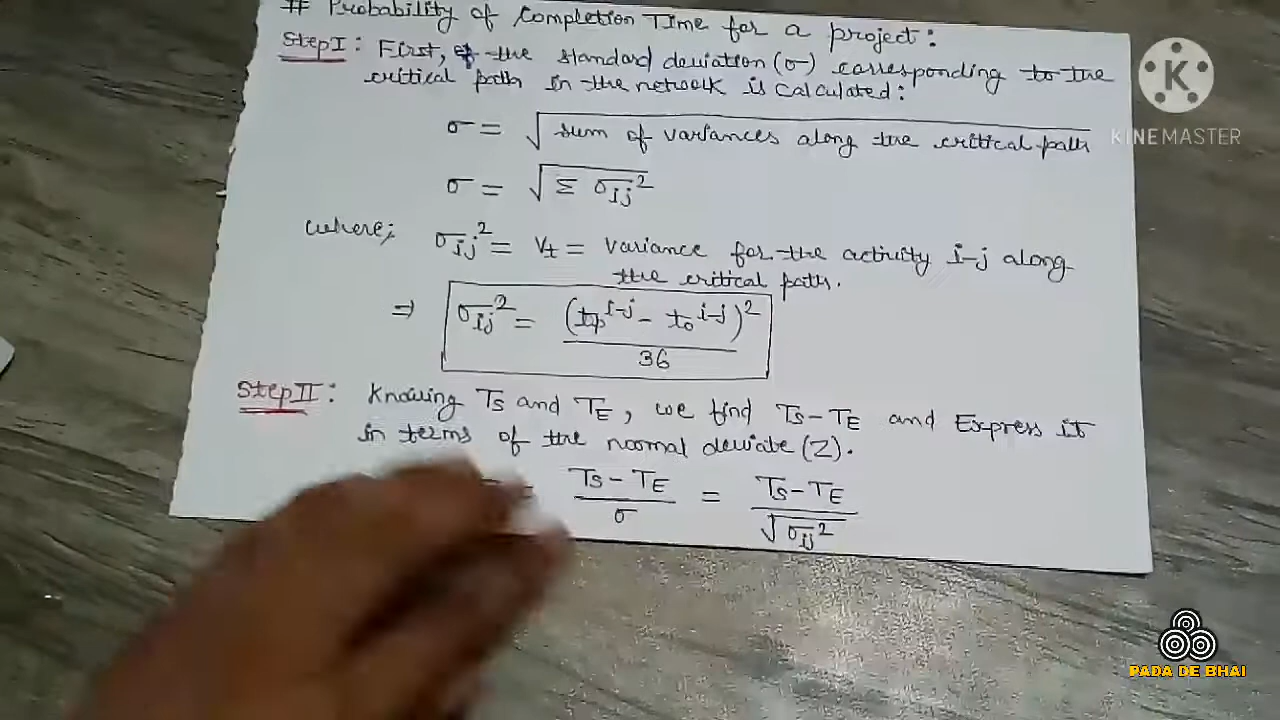 # Probability of Completion Time for a project:
Step I: First, of the standard deviation (σ) corresponding to the
critical path in the network is calculated:
σ = √sum of variances along the critical path
σ = √Σ σij²
where; σij² = Vt = variance for the activity i-j along
the critical path.
⇒ σij² = (tp^i-j - to^i-j)² / 36
Step II: Knowing Ts and TE, we find Ts-TE and Express it
in terms of the normal deviate (Z).
= Ts - TE / σ = Ts - TE / √σij²
K
KINEMASTER
PADA DE BHAI